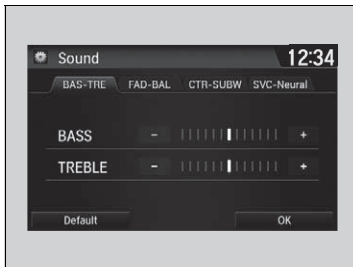 Sound 12:34
BAS-TRE FAD-BAL CTR-SUBW SVC-Neural
BASS - +
TREBLE - +
Default OK